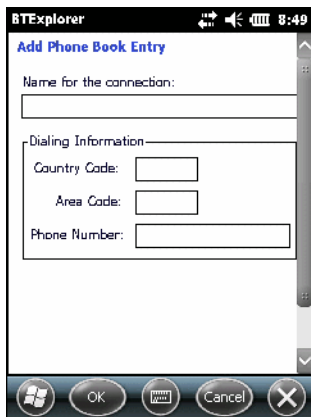 BTExplorer 8:49
Add Phone Book Entry
Name for the connection:
Dialing Information
Country Code:
Area Code:
Phone Number:
OK Cancel